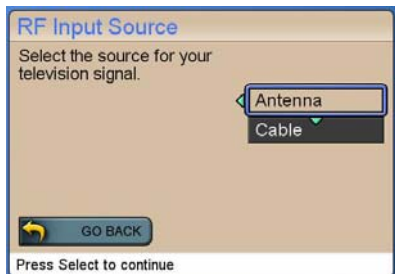 RF Input Source
Select the source for your
television signal.
Antenna
Cable
GO BACK
Press Select to continue